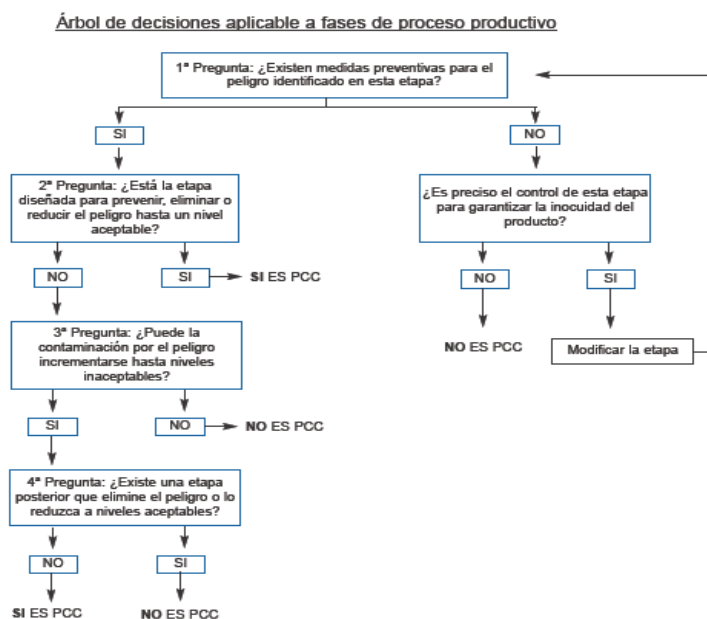 Árbol de decisiones aplicable a fases de proceso productivo
1ª Pregunta: ¿Existen medidas preventivas para el
peligro identificado en esta etapa?
SI
NO
2ª Pregunta: ¿Está la etapa
diseñada para prevenir, eliminar o
reducir el peligro hasta un nivel
aceptable?
¿Es preciso el control de esta etapa
para garantizar la inocuidad del
producto?
NO
SI
SI ES PCC
NO
SI
3ª Pregunta: ¿Puede la
contaminación por el peligro
incrementarse hasta niveles
inaceptables?
NO ES PCC
Modificar la etapa
SI
NO
NO ES PCC
4ª Pregunta: ¿Existe una etapa
posterior que elimine el peligro o lo
reduzca a niveles aceptables?
NO
SI
SI ES PCC
NO ES PCC